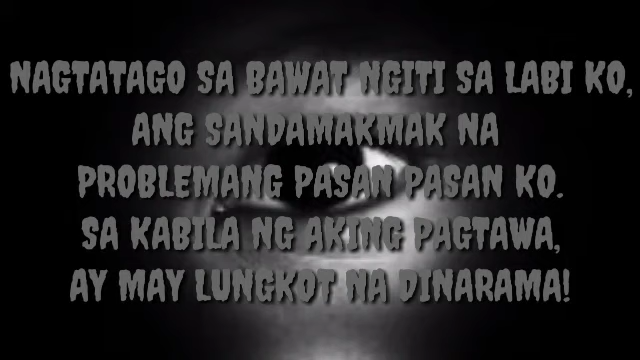 NAGTATAGO SA BAWAT NGITI SA LABI KO,
ANG SANDAMAKMAK NA
PROBLEMANG PASAN PASAN KO.
SA KABILA NG AKING PAGTAWA,
AY MAY LUNGKOT NA DINARAMA!